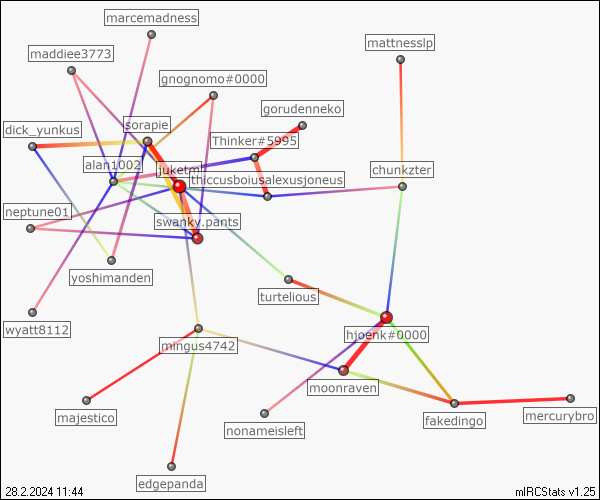 marcemadness
mattnesslp
maddiee3773
gnognomo#0000
gorudenneko
sorapie
dick_yunkus
Thinker#5995
alan1002
juketm
chunkzter
thiccusboiusalexusjoneus
neptune01
swanky.pants
yoshimanden
turtelious
wyatt8112
hjoenk#0000
mingus4742
moonraven
majestico
nonameisleft
fakedingo
mercurybro
edgepanda
28.2.2024 11:44
mIRCStats v1.25